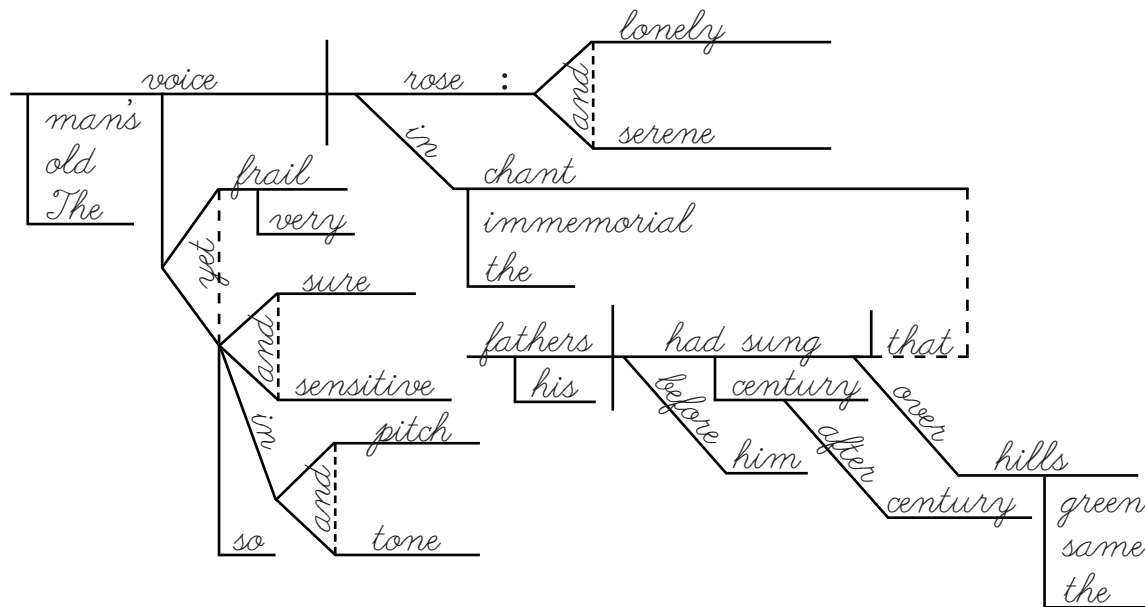 lonely
voice rose : and
man's in serene
old frail chant
The very immemorial
yet sure the
and fathers had sung that
sensitive his before century over
in pitch him after hills
and century green
so tone same
the